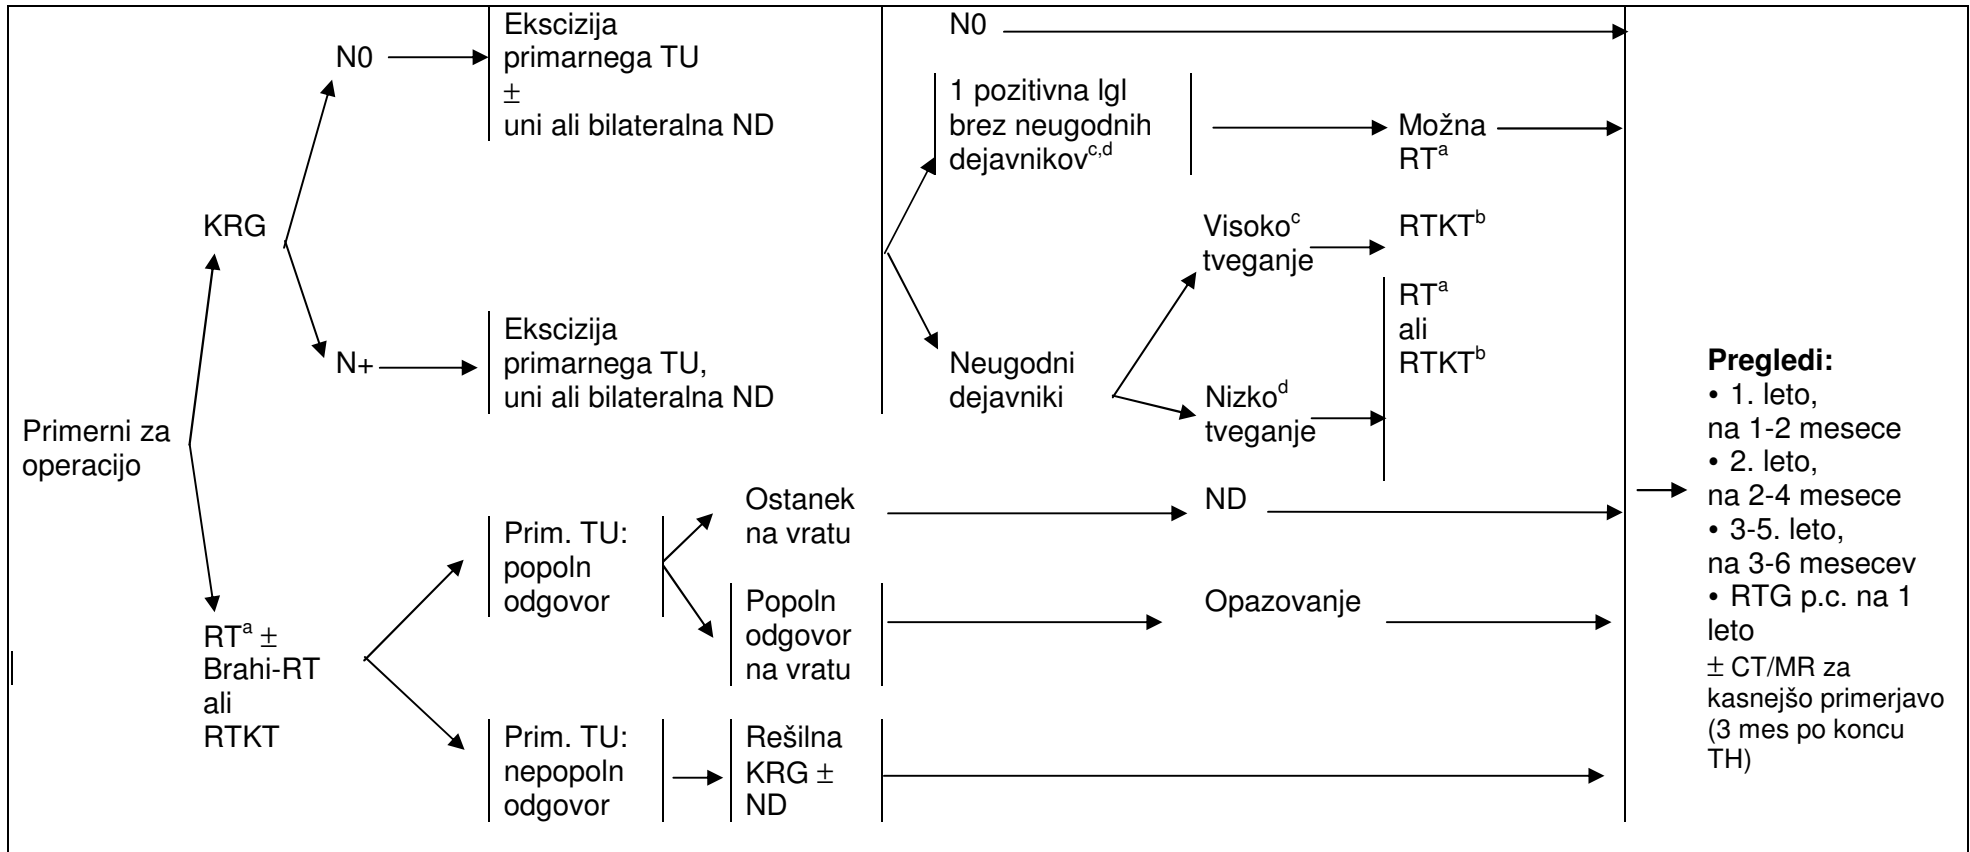 Primerni za
operacijo
KRG
N0
Ekscizija
primarnega TU
±
uni ali bilateralna ND
N+
Ekscizija
primarnega TU,
uni ali bilateralna ND
N0
1 pozitivna lgl
brez neugodnih
dejavnikov^c,d
Možna
RT^a
Neugodni
dejavniki
Visoko^c
tveganje
RTKT^b
Nizko^d
tveganje
RT^a
ali
RTKT^b
RT^a ±
Brahi-RT
ali
RTKT
Prim. TU:
popoln
odgovor
Ostanek
na vratu
ND
Popoln
odgovor
na vratu
Opazovanje
Prim. TU:
nepopoln
odgovor
Rešilna
KRG ±
ND
Pregledi:
• 1. leto,
na 1-2 mesece
• 2. leto,
na 2-4 mesece
• 3-5. leto,
na 3-6 mesecev
• RTG p.c. na 1
leto
± CT/MR za
kasnejšo primerjavo
(3 mes po koncu
TH)